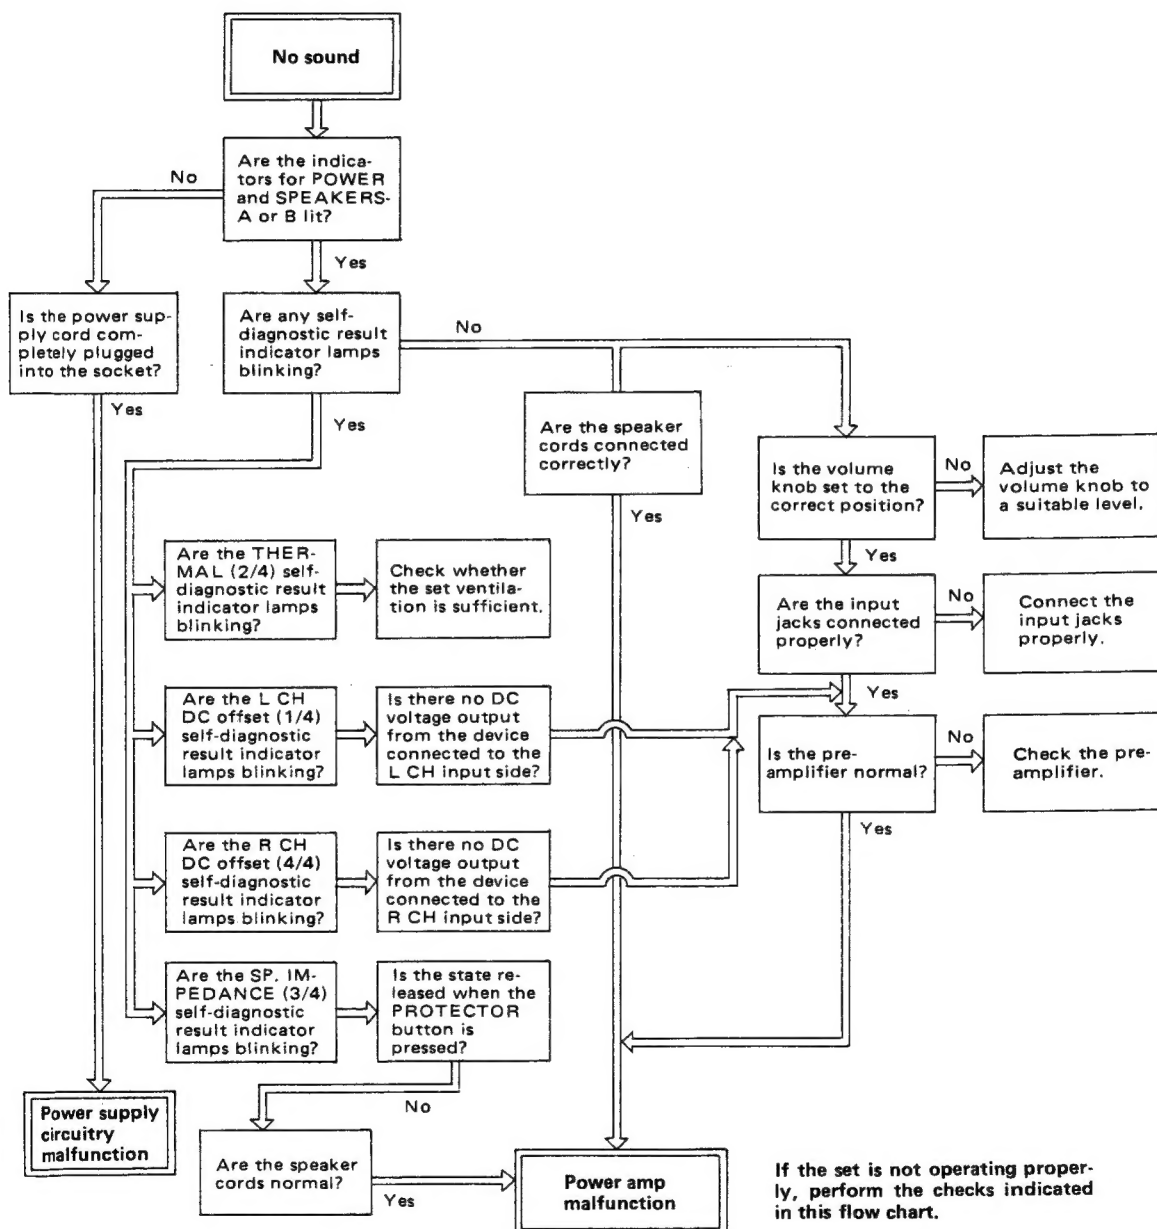 No sound
Are the indica-
tors for POWER
and SPEAKERS-
A or B lit?
No
Yes
Is the power sup-
ply cord com-
pletely plugged
into the socket?
Yes
Are any self-
diagnostic result
indicator lamps
blinking?
No
Yes
Are the speaker
cords connected
correctly?
Yes
Is the volume
knob set to the
correct position?
No
Adjust the
volume knob to
a suitable level.
Yes
Are the THER-
MAL (2/4) self-
diagnostic result
indicator lamps
blinking?
Check whether
the set ventila-
tion is sufficient.
Are the input
jacks connected
properly?
No
Connect the
input jacks
properly.
Yes
Are the L CH
DC offset (1/4)
self-diagnostic
result indicator
lamps blinking?
Is there no DC
voltage output
from the device
connected to the
L CH input side?
Is the pre-
amplifier normal?
No
Check the pre-
amplifier.
Yes
Are the R CH
DC offset (4/4)
self-diagnostic
result indicator
lamps blinking?
Is there no DC
voltage output
from the device
connected to the
R CH input side?
Are the SP. IM-
PEDANCE (3/4)
self-diagnostic
result indicator
lamps blinking?
Is the state re-
leased when the
PROTECTOR
button is
pressed?
No
Power supply
circuitry
malfunction
Are the speaker
cords normal?
Yes
Power amp
malfunction
If the set is not operating proper-
ly, perform the checks indicated
in this flow chart.